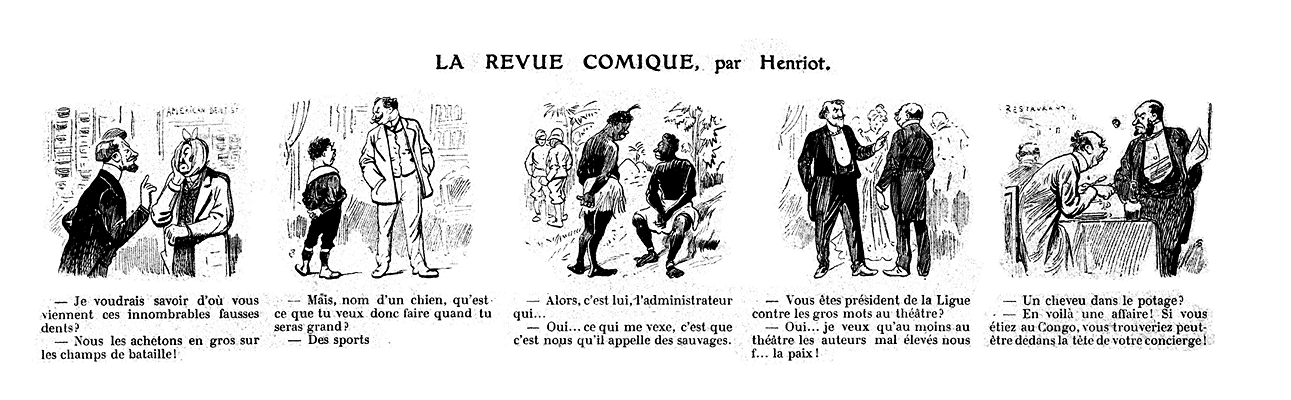 LA REVUE COMIQUE, par Henriot.
AMERICAN DENTIST
RESTAURANT
— Je voudrais savoir d'où vous
viennent ces innombrables fausses
dents?
— Nous les achetons en gros sur
les champs de bataille!
— Mais, nom d'un chien, qu'est-
ce que tu veux donc faire quand tu
seras grand?
— Des sports
— Alors, c'est lui, l'administrateur
qui...
— Oui... ce qui me vexe, c'est que
c'est nous qu'il appelle des sauvages.
— Vous êtes président de la Ligue
contre les gros mots au théâtre?
— Oui... je veux qu'au moins au
théâtre les auteurs mal élevés nous
f... la paix!
— Un cheveu dans le potage?
— En voilà une affaire! Si vous
étiez au Congo, vous trouveriez peut-
être dedans la tête de votre concierge!